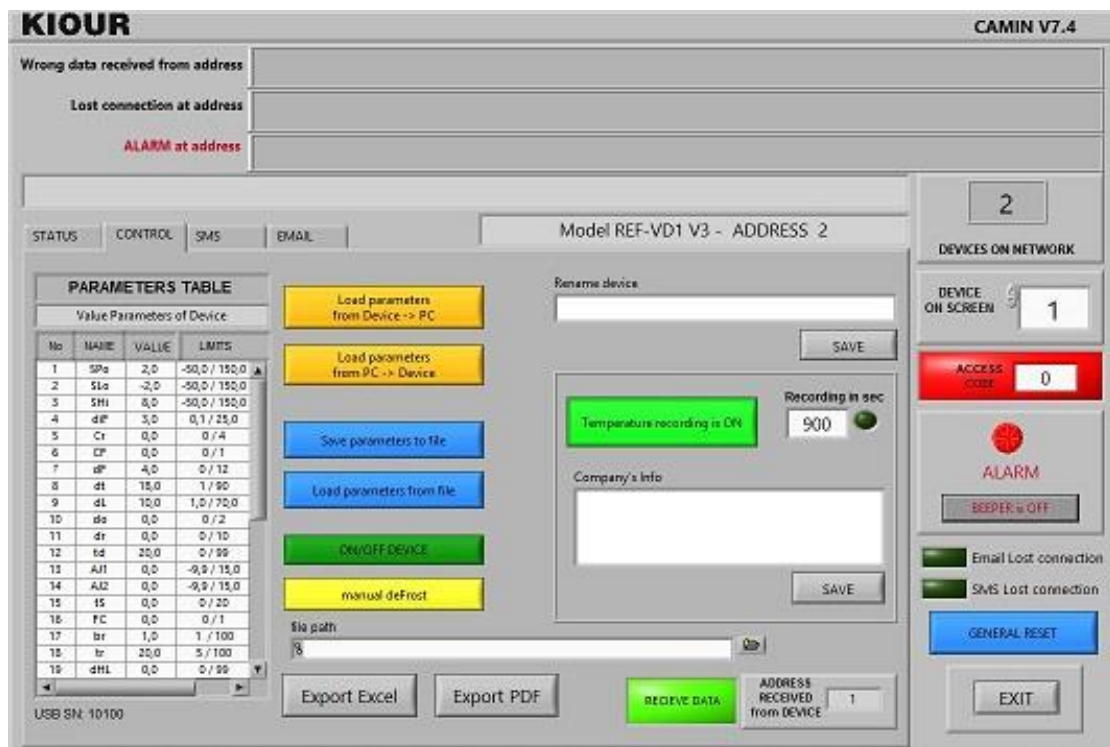 KIOUR
CAMIN V7.4
Wrong data received from address
Lost connection at address
ALARM at address
2
DEVICES ON NETWORK
STATUS CONTROL SMS EMAIL
Model REF-VD1 V3 - ADDRESS 2
PARAMETERS TABLE
Value Parameters of Device
No NAME VALUE LIMITS
1 SPo 2,0 -50,0 / 150,0
2 SLo -2,0 -50,0 / 150,0
3 SHi 8,0 -50,0 / 150,0
4 diF 3,0 0,1 / 25,0
5 Cr 0,0 0 / 4
6 CF 0,0 0 / 1
7 dF 4,0 0 / 12
8 dt 15,0 1 / 90
9 dL 10,0 1,0 / 70,0
10 do 0,0 0 / 2
11 dr 0,0 0 / 10
12 td 20,0 0 / 99
13 AJ1 0,0 -9,9 / 15,0
14 AJ2 0,0 -9,9 / 15,0
15 tS 0,0 0 / 20
16 FC 0,0 0 / 1
17 br 1,0 1 / 100
18 tr 20,0 5 / 100
19 dHL 0,0 0 / 99
USB SN: 10100
Load parameters
from Device -> PC
Load parameters
from PC -> Device
Save parameters to file
Load parameters from file
ON/OFF DEVICE
manual deFrost
file path
Export Excel
Export PDF
Rename device
SAVE
Temperature recording is ON
Recording in sec
900
Company's Info
SAVE
RECIEVE DATA
ADDRESS
RECEIVED
from DEVICE
1
DEVICE
ON SCREEN
1
ACCESS
CODE
0
ALARM
BEEPER is OFF
Email Lost connection
SMS Lost connection
GENERAL RESET
EXIT